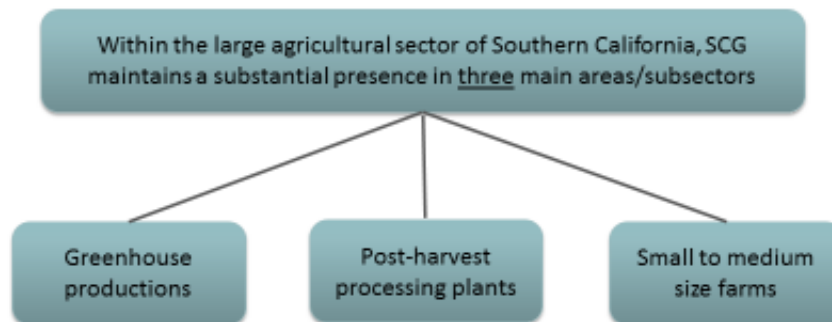 Within the large agricultural sector of Southern California, SCG
maintains a substantial presence in three main areas/subsectors
Greenhouse
productions
Post-harvest
processing plants
Small to medium
size farms